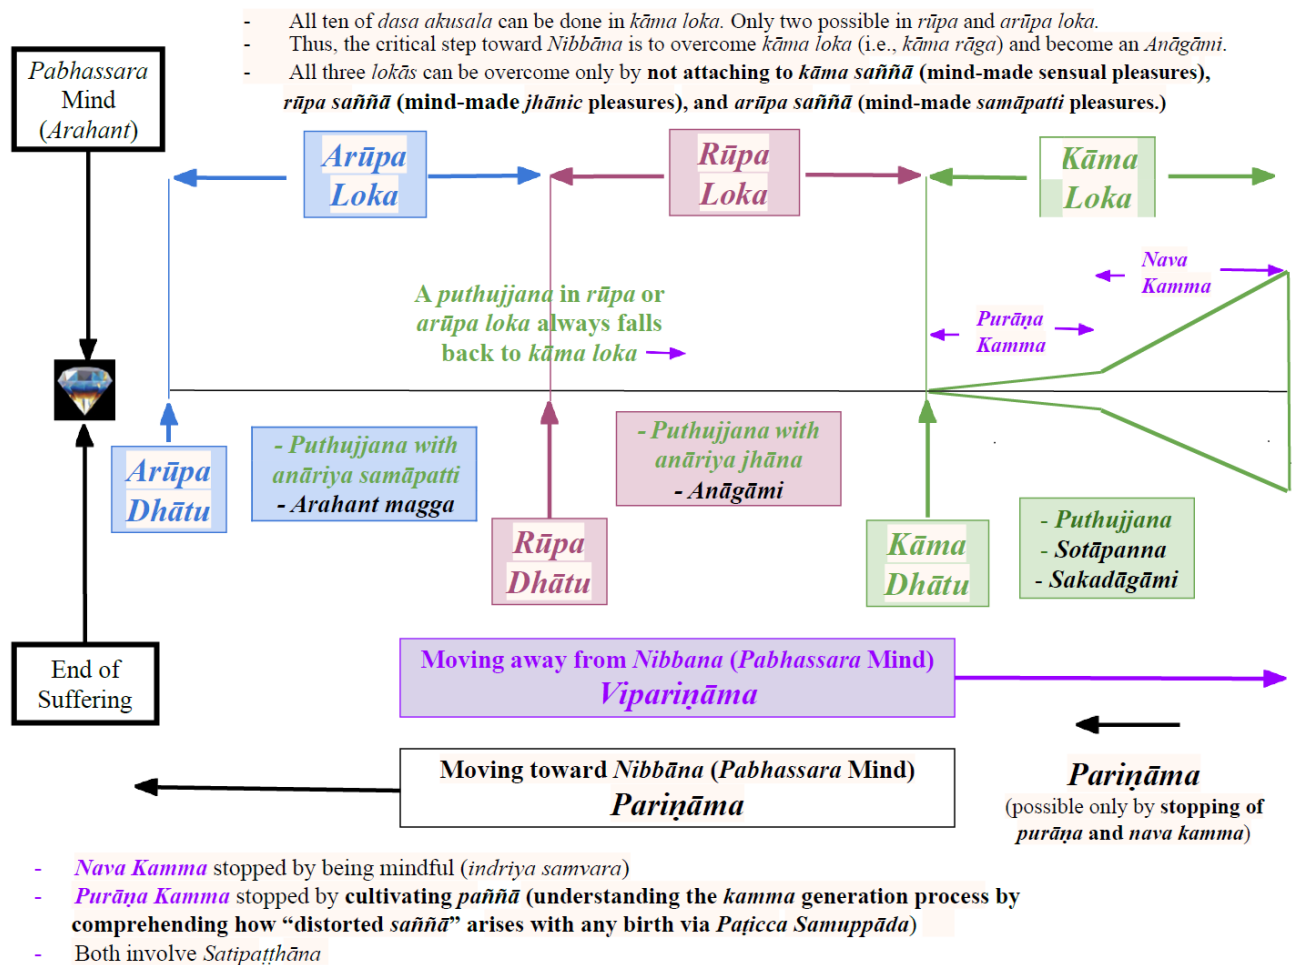 - All ten of dasa akusala can be done in kāma loka. Only two possible in rūpa and arūpa loka.
- Thus, the critical step toward Nibbāna is to overcome kāma loka (i.e., kāma rāga) and become an Anāgāmi.
- All three lokās can be overcome only by not attaching to kāma saññā (mind-made sensual pleasures),
rūpa saññā (mind-made jhānic pleasures), and arūpa saññā (mind-made samāpatti pleasures.)
Pabhassara
Mind
(Arahant)
Arūpa
Loka
Rūpa
Loka
Kāma
Loka
Nava
Kamma
Purāṇa
Kamma
A puthujjana in rūpa or
arūpa loka always falls
back to kāma loka
Arūpa
Dhātu
- Puthujjana with
anāriya samāpatti
- Arahant magga
Rūpa
Dhātu
- Puthujjana with
anāriya jhāna
- Anāgāmi
Kāma
Dhātu
- Puthujjana
- Sotāpanna
- Sakadāgāmi
End of
Suffering
Moving away from Nibbana (Pabhassara Mind)
Vipariṇāma
Moving toward Nibbāna (Pabhassara Mind)
Pariṇāma
Pariṇāma
(possible only by stopping of
purāṇa and nava kamma)
- Nava Kamma stopped by being mindful (indriya samvara)
- Purāṇa Kamma stopped by cultivating paññā (understanding the kamma generation process by
comprehending how “distorted saññā” arises with any birth via Paṭicca Samuppāda)
- Both involve Satipaṭṭhāna